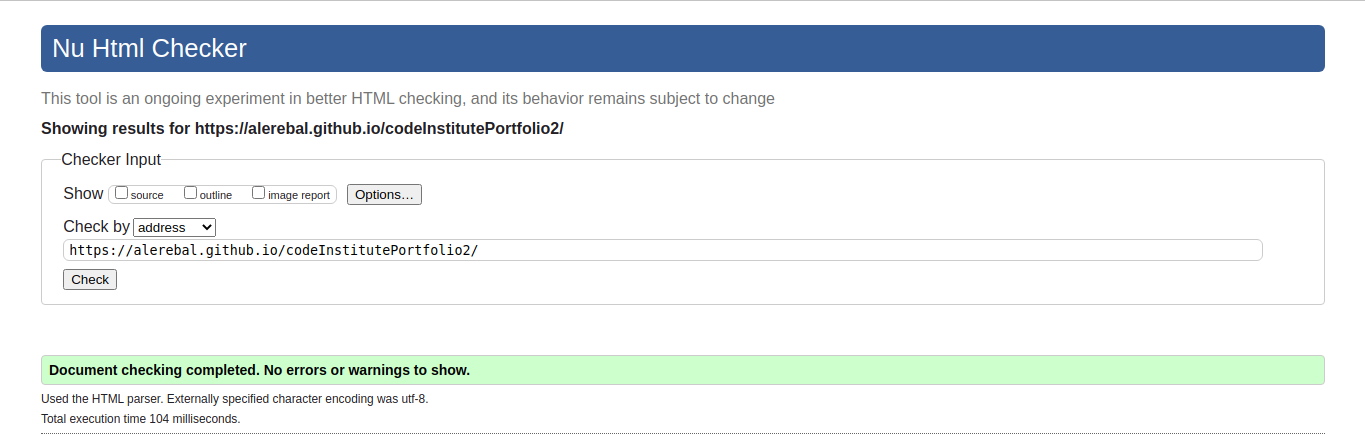 Nu Html Checker
This tool is an ongoing experiment in better HTML checking, and its behavior remains subject to change
Showing results for https://alerebal.github.io/codeInstitutePortfolio2/
Checker Input
Show source outline image report Options...
Check by address
https://alerebal.github.io/codeInstitutePortfolio2/
Check
Document checking completed. No errors or warnings to show.
Used the HTML parser. Externally specified character encoding was utf-8.
Total execution time 104 milliseconds.